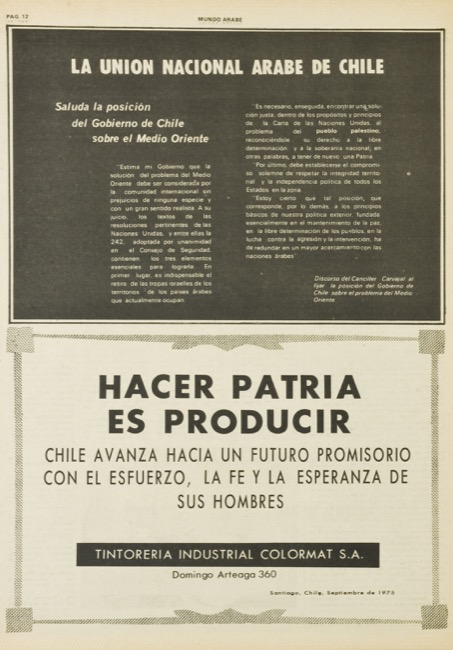 PAG. 12
MUNDO ARABE
LA UNION NACIONAL ARABE DE CHILE
Saluda la posición
del Gobierno de Chile
sobre el Medio Oriente
"Estima mi Gobierno que la
solución del problema del Medio
Oriente debe ser considerada por
la comunidad internacional sin
prejuicios de ninguna especie y
con un gran sentido realista. A su
juicio, los textos de las
resoluciones pertinentes de las
Naciones Unidas, y entre ellas la
242, adoptada por unanimidad
en el Consejo de Seguridad,
contienen los tres elementos
esenciales para lograrla. En
primer lugar, es indispensable el
retiro de las tropas israelíes de los
territorios de los países árabes
que actualmente ocupan.
"Es necesario, enseguida, encontrar una solu-
ción justa, dentro de los propósitos y principios
de la Carta de las Naciones Unidas, al
problema del pueblo palestino,
reconociéndole su derecho a la libre
determinación y a la soberanía nacional, en
otras palabras, a tener de nuevo una Patria.
"Por último, debe establecerse el compromi-
so solemne de respetar la integridad territo-
rial y la independencia política de todos los
Estados en la zona.
"Estoy cierto que tal posición, que
corresponde, por lo demás, a los principios
básicos de nuestra política exterior, fundada
esencialmente en el mantenimiento de la paz,
en la libre determinación de los pueblos, en la
lucha contra la agresión y la intervención, ha
de redundar en un mayor acercamiento con las
naciones árabes"
Discurso del Canciller Carvajal al
fijar la posición del Gobierno de
Chile sobre el problema del Medio
Oriente
HACER PATRIA
ES PRODUCIR
CHILE AVANZA HACIA UN FUTURO PROMISORIO
CON EL ESFUERZO, LA FE Y LA ESPERANZA DE
SUS HOMBRES
TINTORERIA INDUSTRIAL COLORMAT S.A.
Domingo Arteaga 360
Santiago, Chile, Septiembre de 1975